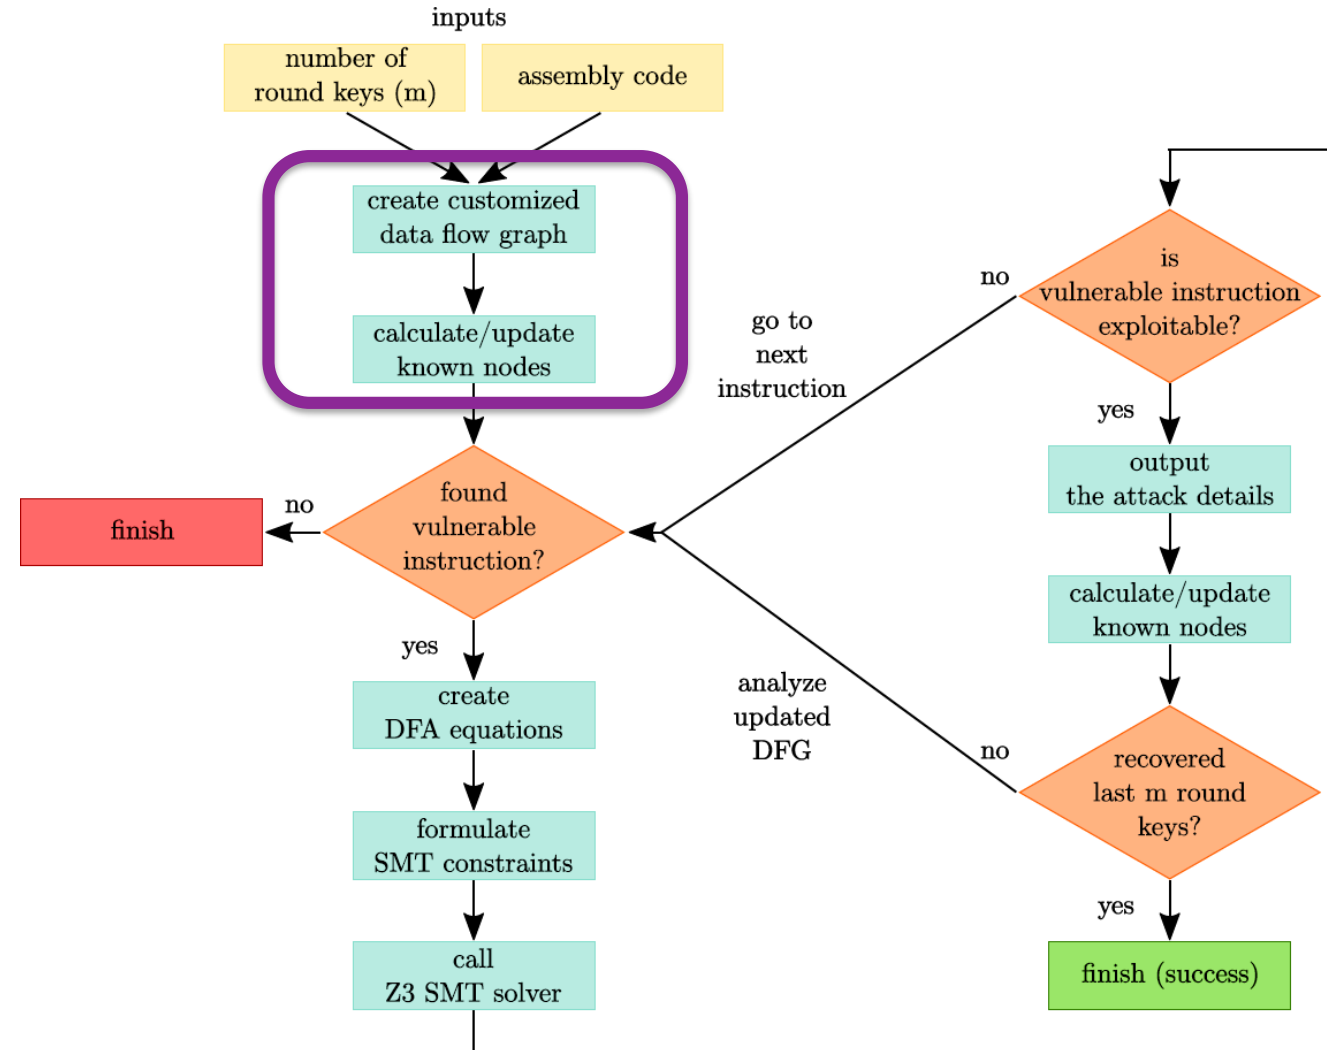 inputs
number of
round keys (m)
assembly code
create customized
data flow graph
calculate/update
known nodes
found
vulnerable
instruction?
no
finish
yes
create
DFA equations
formulate
SMT constraints
call
Z3 SMT solver
is
vulnerable instruction
exploitable?
no
go to
next
instruction
yes
output
the attack details
calculate/update
known nodes
recovered
last m round
keys?
no
analyze
updated
DFG
yes
finish (success)